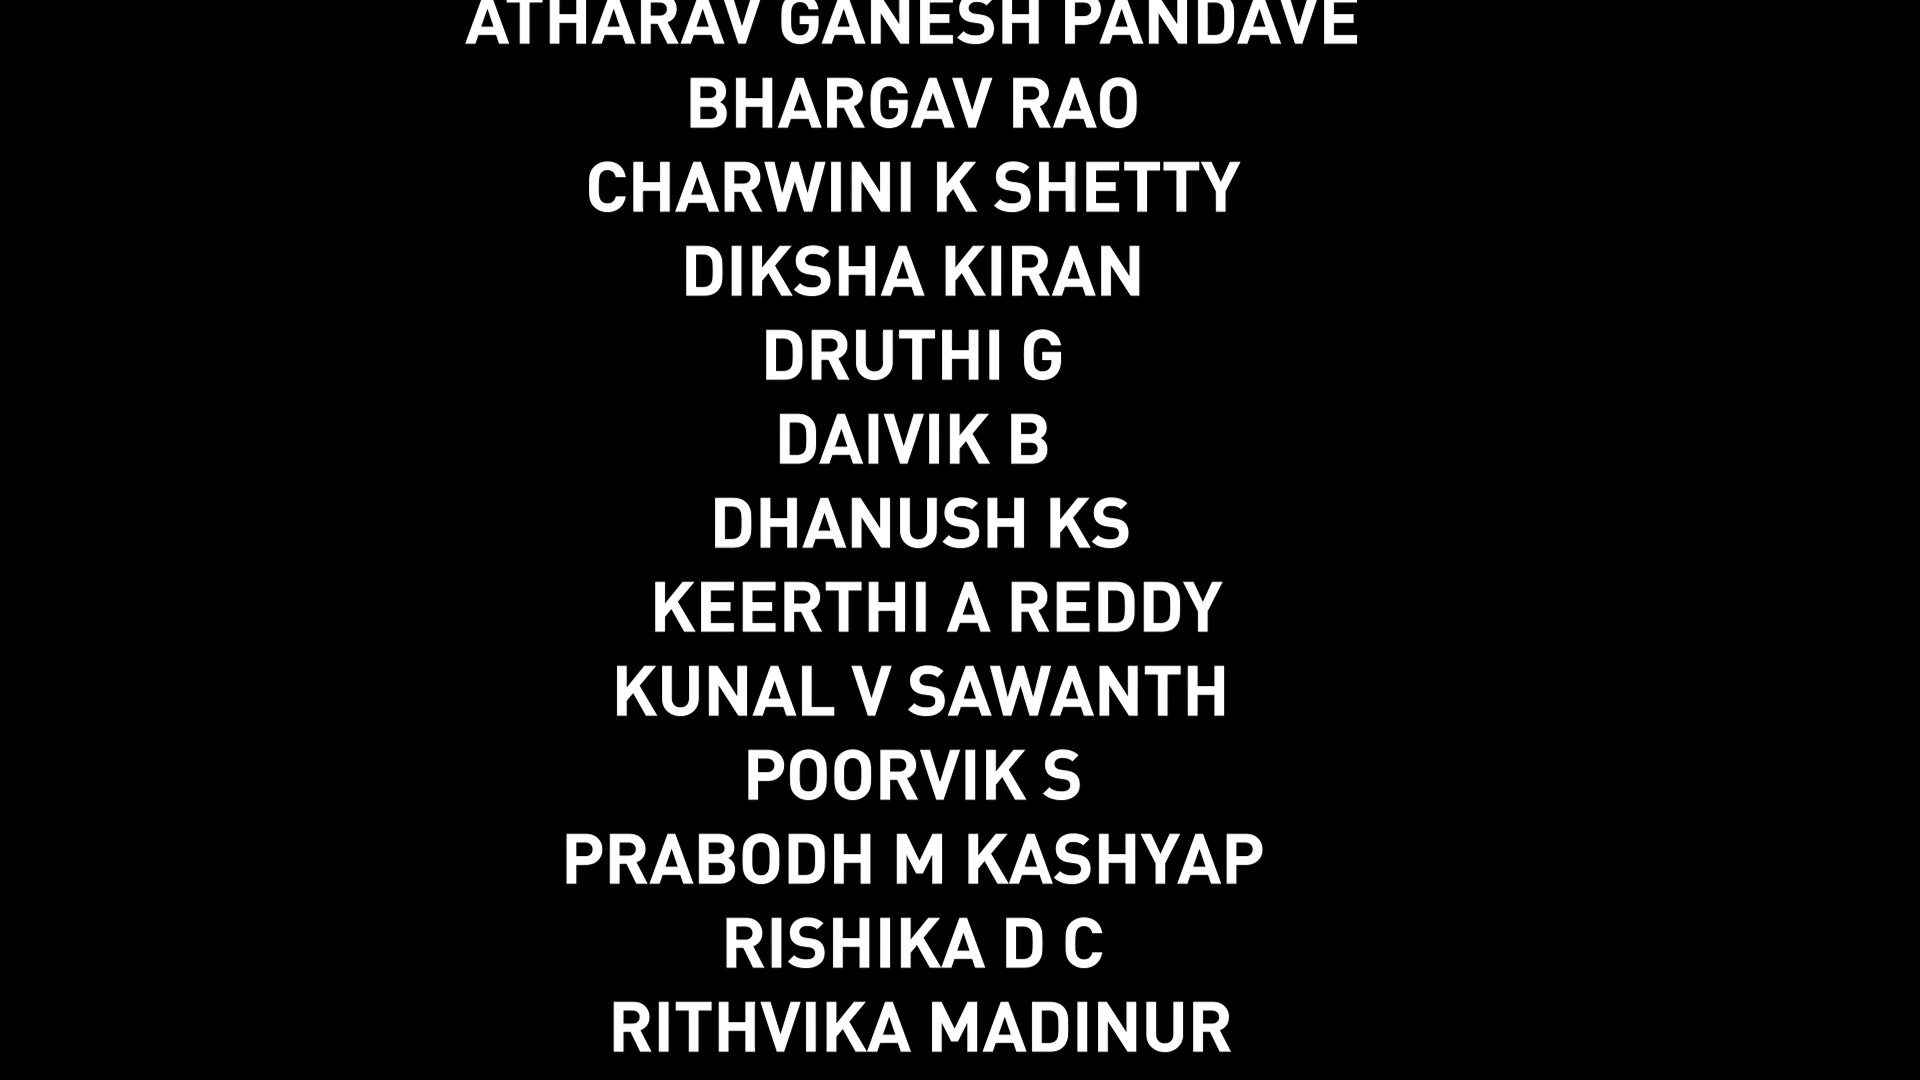 ATHARAV GANESH PANDAVE
BHARGAV RAO
CHARWINI K SHETTY
DIKSHA KIRAN
DRUTHI G
DAIVIK B
DHANUSH KS
KEERTHI A REDDY
KUNAL V SAWANTH
POORVIK S
PRABODH M KASHYAP
RISHIKA D C
RITHVIKA MADINUR